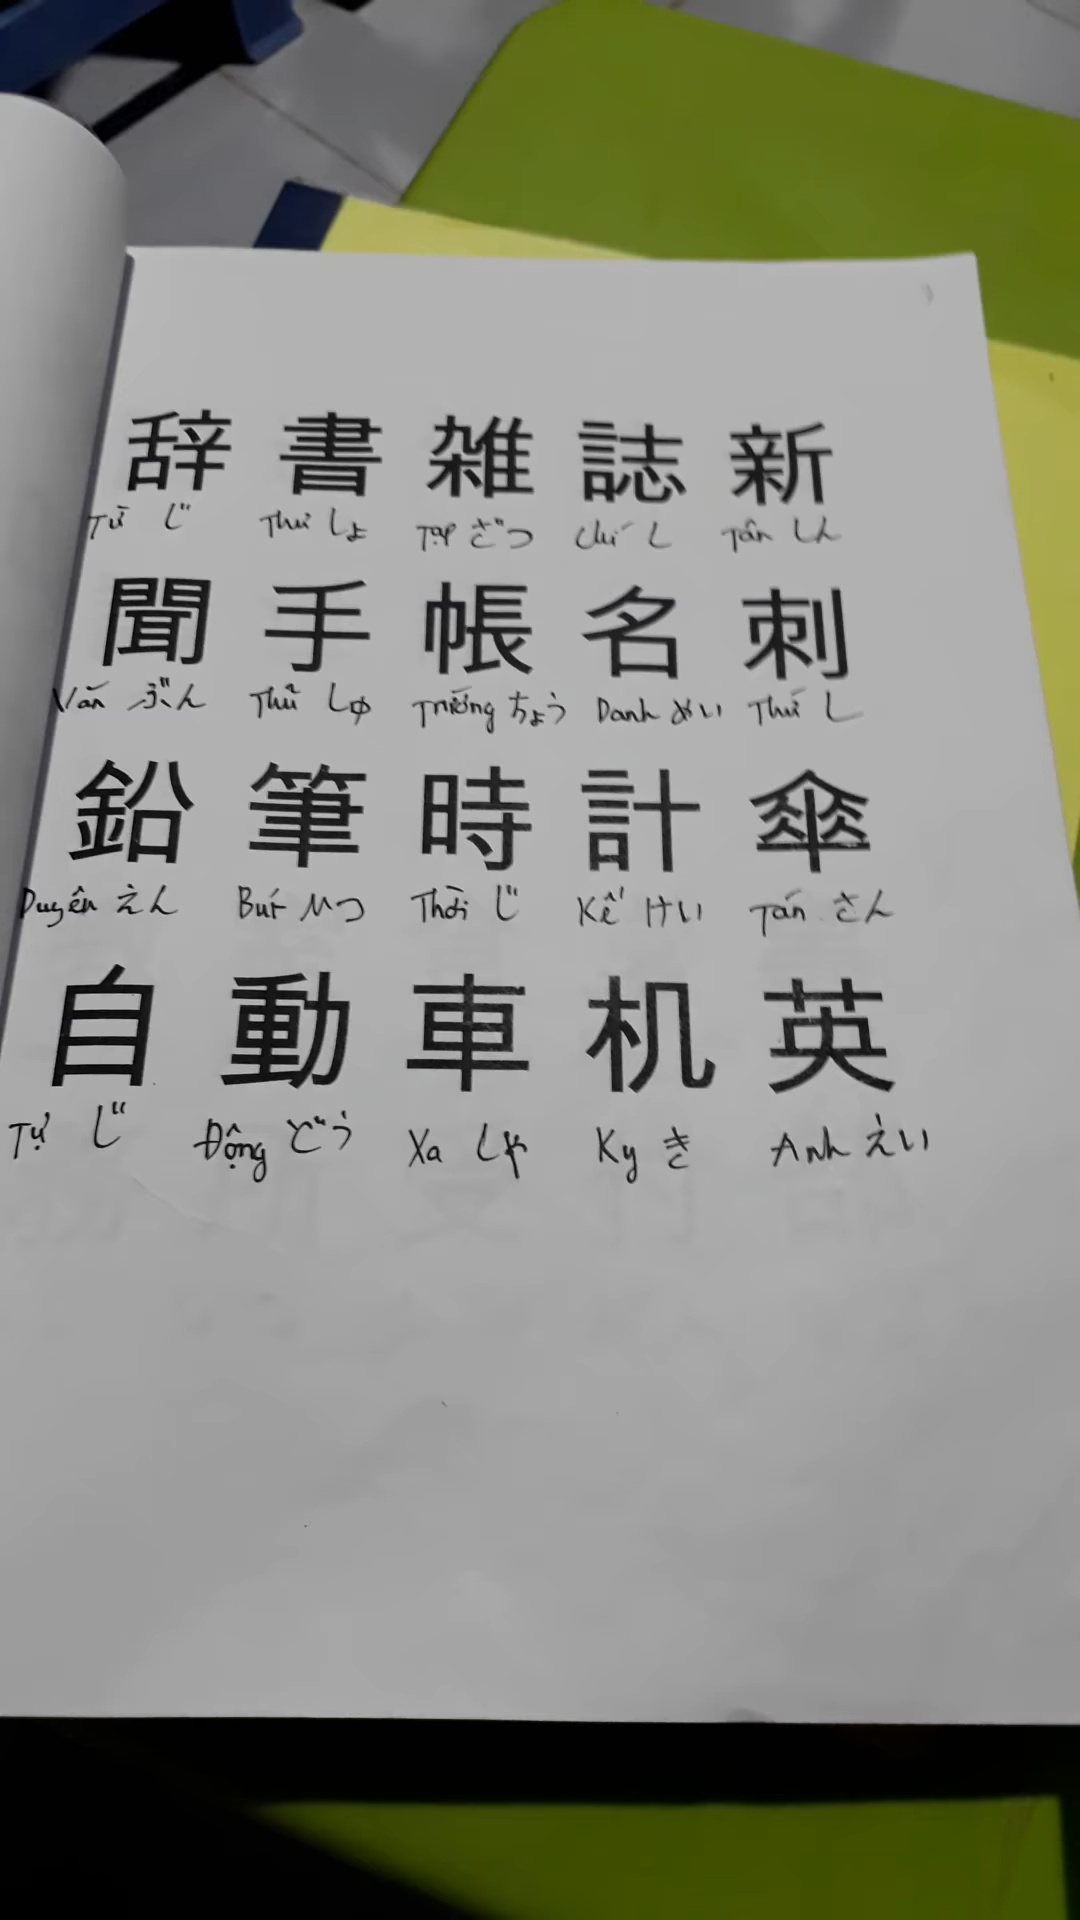 辞 書 雑 誌 新
Từ じ Thư しょ Tạp ざつ Chí し Tân しん
聞 手 帳 名 刺
Văn ぶん Thủ しゅ Trướng ちょう Danh めい Thứ し
鉛 筆 時 計 傘
Duyên えん Bút ひつ Thời じ Kế けい Tán さん
自 動 車 机 英
Tự じ Động どう Xa しゃ Ky き Anh えい